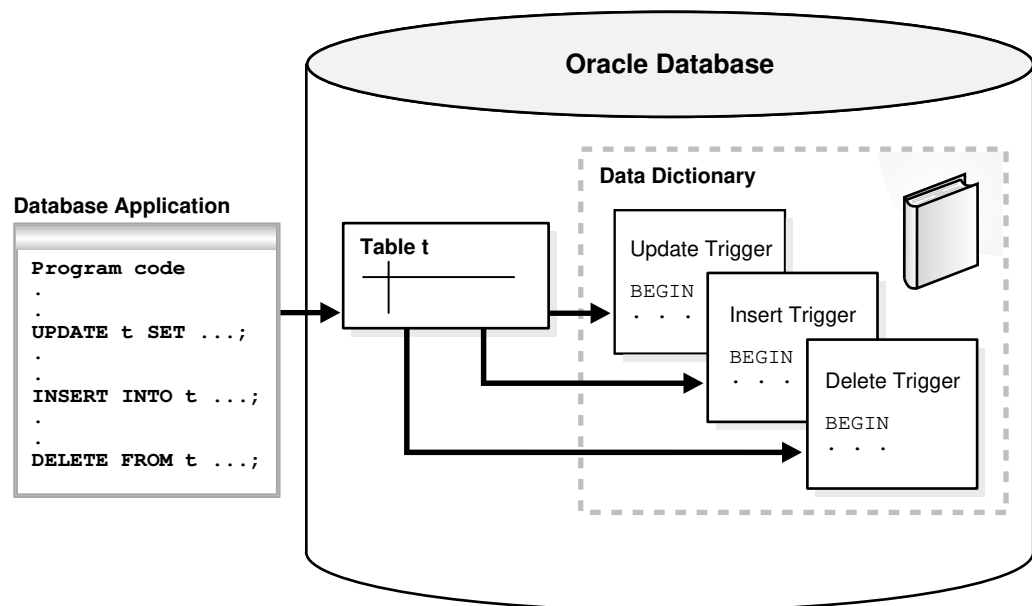 Oracle Database
Data Dictionary
Database Application
Program code
.
.
UPDATE t SET ...;
.
.
INSERT INTO t ...;
.
.
DELETE FROM t ...;
Table t
Update Trigger
BEGIN
. . .
Insert Trigger
BEGIN
. . .
Delete Trigger
BEGIN
. . .